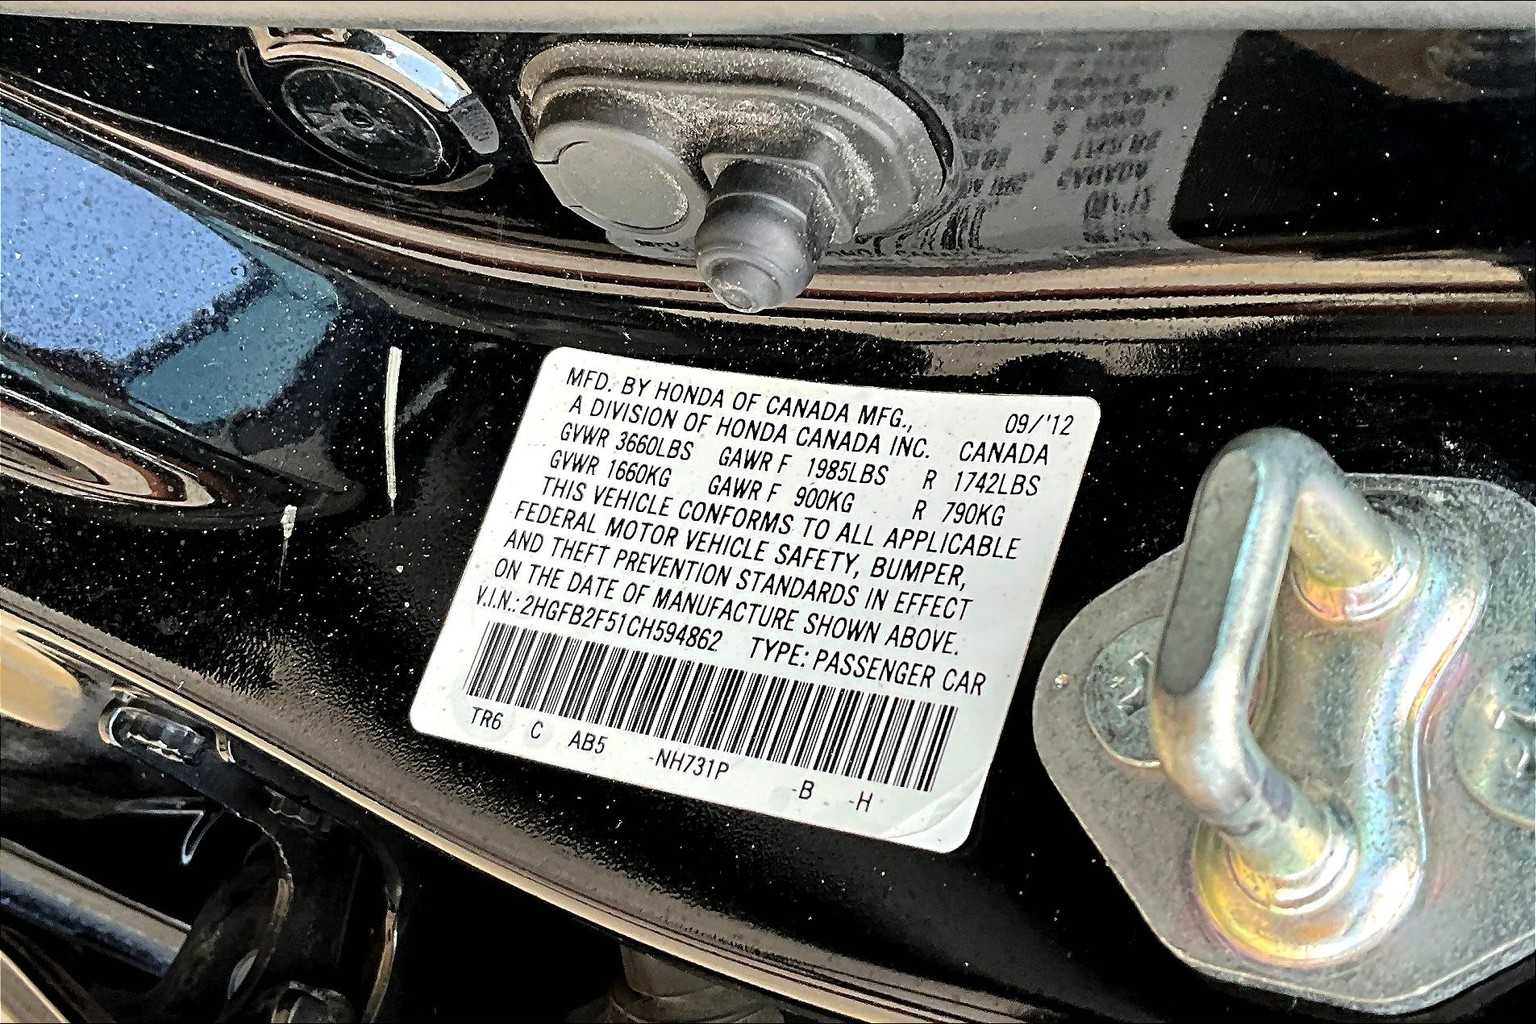 MFD. BY HONDA OF CANADA MFG., 09/'12
A DIVISION OF HONDA CANADA INC. CANADA
GVWR 3660LBS GAWR F 1985LBS R 1742LBS
GVWR 1660KG GAWR F 900KG R 790KG
THIS VEHICLE CONFORMS TO ALL APPLICABLE
FEDERAL MOTOR VEHICLE SAFETY, BUMPER,
AND THEFT PREVENTION STANDARDS IN EFFECT
ON THE DATE OF MANUFACTURE SHOWN ABOVE.
V.I.N.: 2HGFB2F51CH594862 TYPE: PASSENGER CAR
TR6 C AB5 -NH731P -B -H